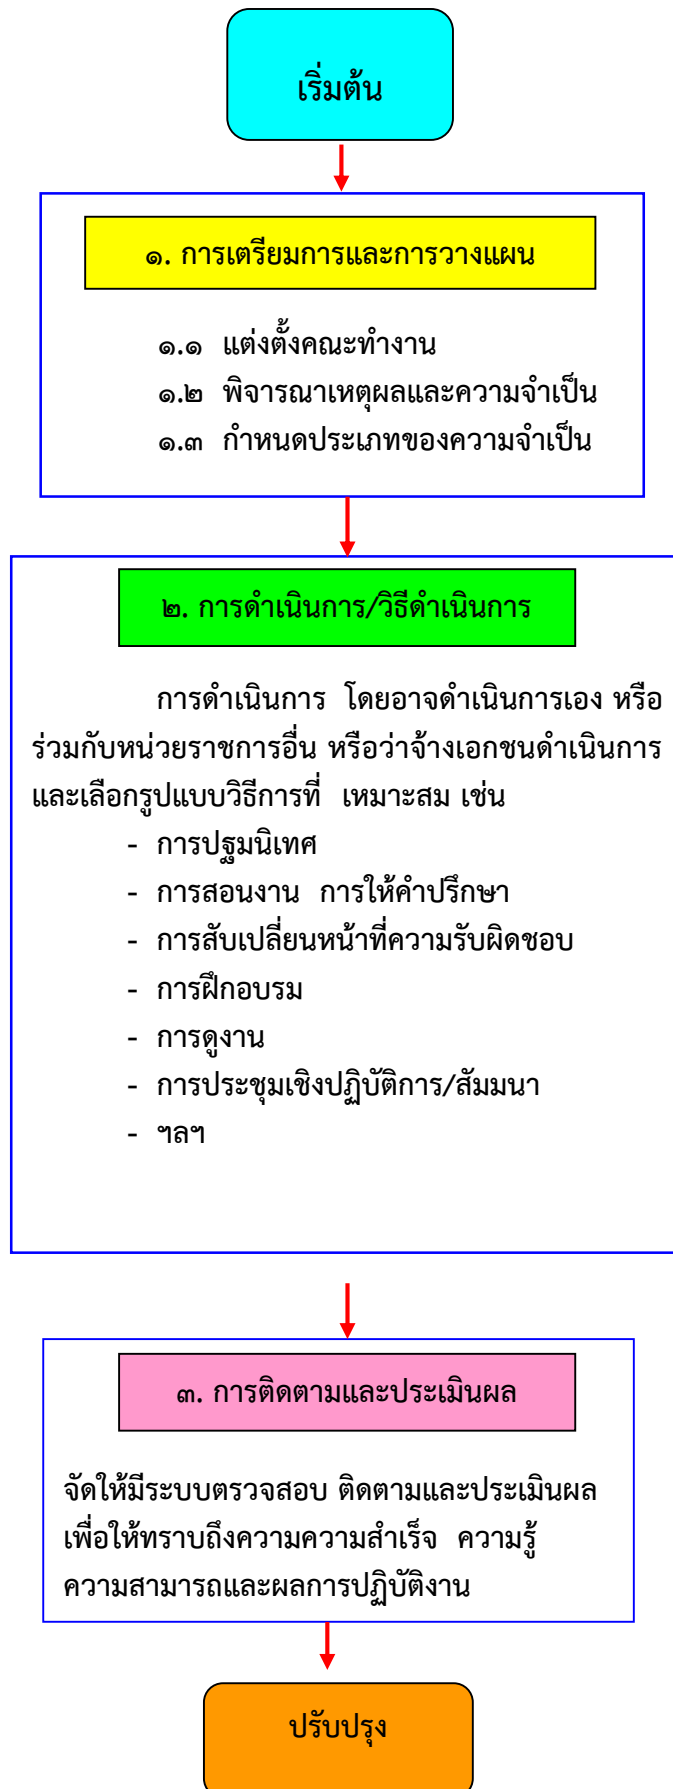 เริ่มต้น
๑. การเตรียมการและการวางแผน
๑.๑ แต่งตั้งคณะทำงาน
๑.๒ พิจารณาเหตุผลและความจำเป็น
๑.๓ กำหนดประเภทของความจำเป็น
๒. การดำเนินการ/วิธีดำเนินการ
การดำเนินการ โดยอาจดำเนินการเอง หรือ
ร่วมกับหน่วยราชการอื่น หรือว่าจ้างเอกชนดำเนินการ
และเลือกรูปแบบวิธีการที่ เหมาะสม เช่น
- การปฐมนิเทศ
- การสอนงาน การให้คำปรึกษา
- การสับเปลี่ยนหน้าที่ความรับผิดชอบ
- การฝึกอบรม
- การดูงาน
- การประชุมเชิงปฏิบัติการ/สัมมนา
- ฯลฯ
๓. การติดตามและประเมินผล
จัดให้มีระบบตรวจสอบ ติดตามและประเมินผล
เพื่อให้ทราบถึงความความสำเร็จ ความรู้
ความสามารถและผลการปฏิบัติงาน
ปรับปรุง